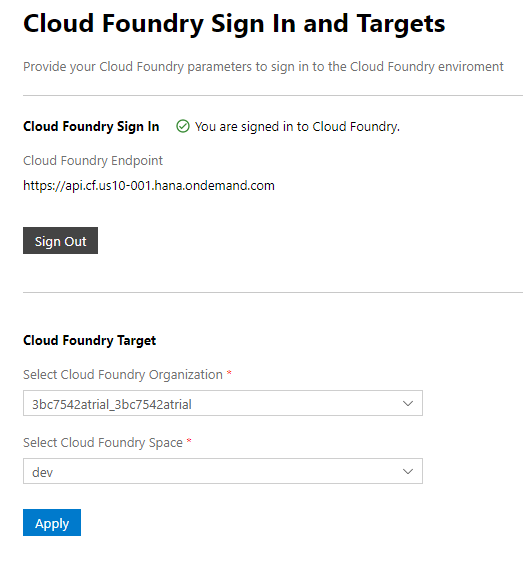 Cloud Foundry Sign In and Targets
Provide your Cloud Foundry parameters to sign in to the Cloud Foundry enviroment
Cloud Foundry Sign In You are signed in to Cloud Foundry.
Cloud Foundry Endpoint
https://api.cf.us10-001.hana.ondemand.com
Sign Out
Cloud Foundry Target
Select Cloud Foundry Organization *
3bc7542atrial_3bc7542atrial
Select Cloud Foundry Space *
dev
Apply